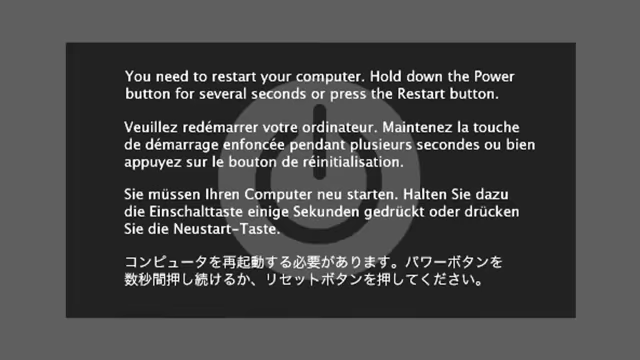 You need to restart your computer. Hold down the Power
button for several seconds or press the Restart button.
Veuillez redémarrer votre ordinateur. Maintenez la touche
de démarrage enfoncée pendant plusieurs secondes ou bien
appuyez sur le bouton de réinitialisation.
Sie müssen Ihren Computer neu starten. Halten Sie dazu
die Einschalttaste einige Sekunden gedrückt oder drücken
Sie die Neustart-Taste.
コンピュータを再起動する必要があります。パワーボタンを
数秒間押し続けるか、リセットボタンを押してください。